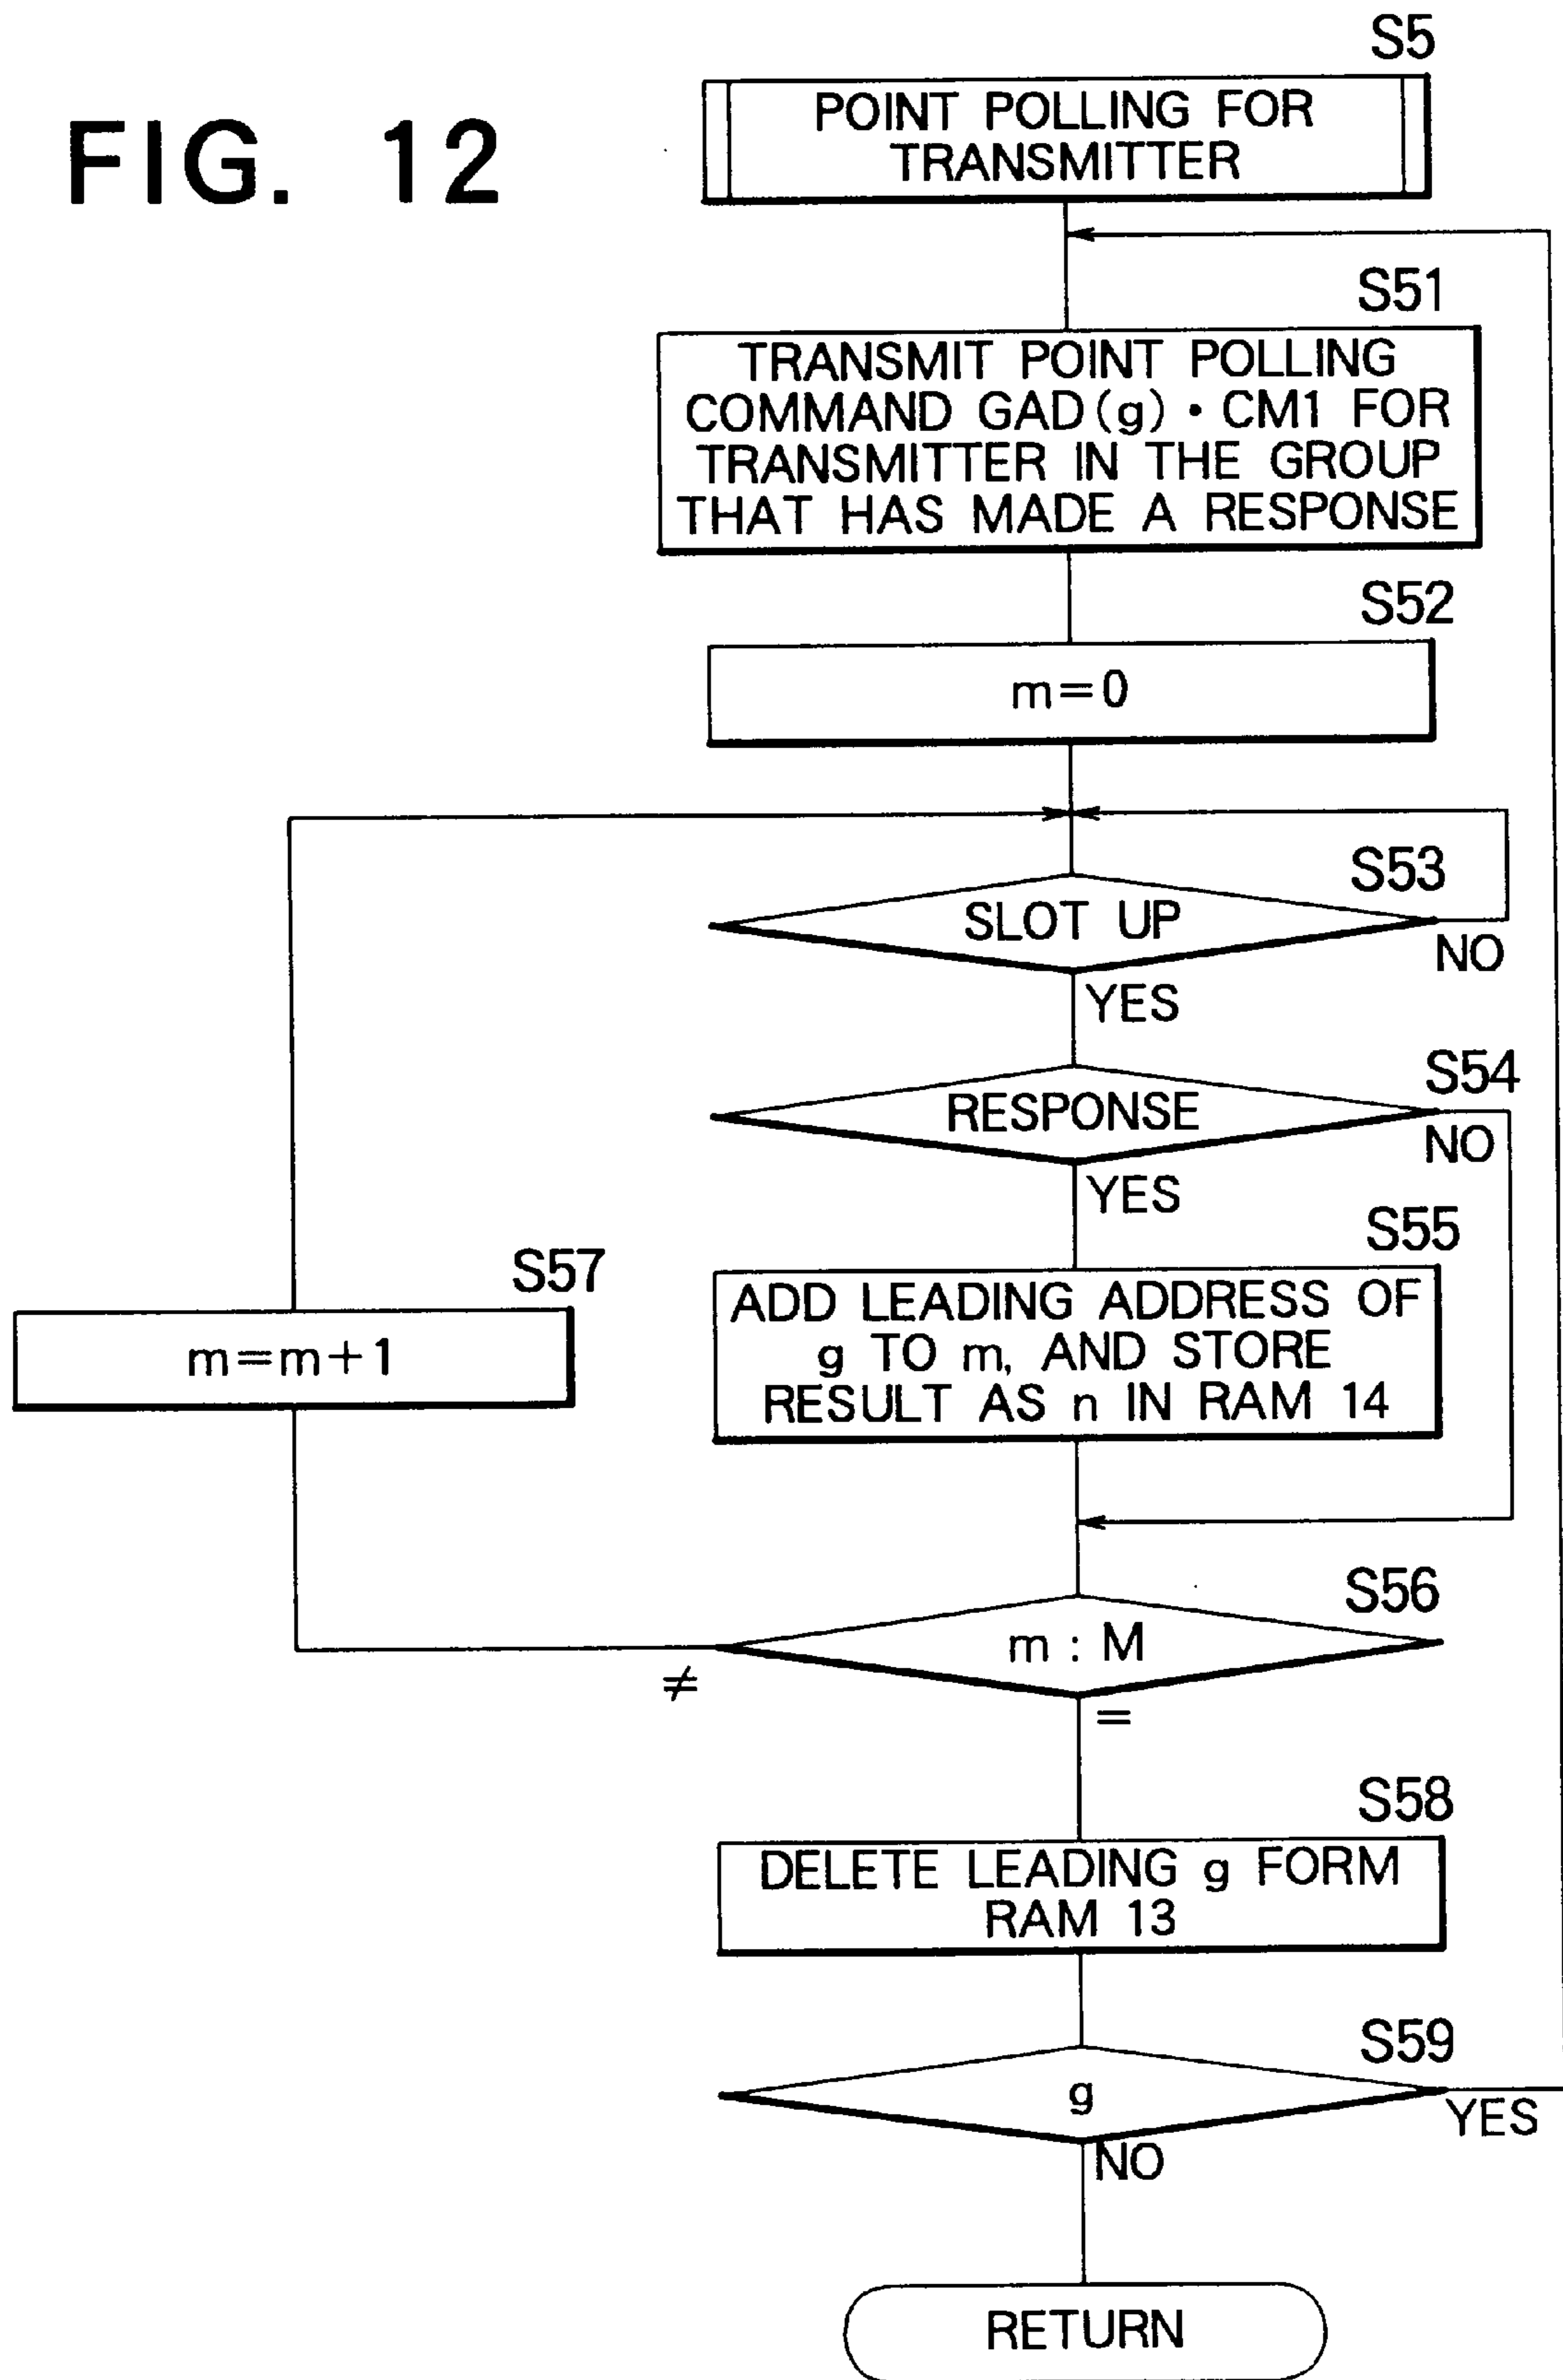 FIG. 12
S5
POINT POLLING FOR
TRANSMITTER
S51
TRANSMIT POINT POLLING
COMMAND GAD(g)・CM1 FOR
TRANSMITTER IN THE GROUP
THAT HAS MADE A RESPONSE
S52
m=0
S53
SLOT UP
NO
YES
S54
RESPONSE
NO
YES
S55
ADD LEADING ADDRESS OF
g TO m, AND STORE
RESULT AS n IN RAM 14
S57
m=m+1
S56
m : M
≠
=
S58
DELETE LEADING g FORM
RAM 13
S59
g
YES
NO
RETURN